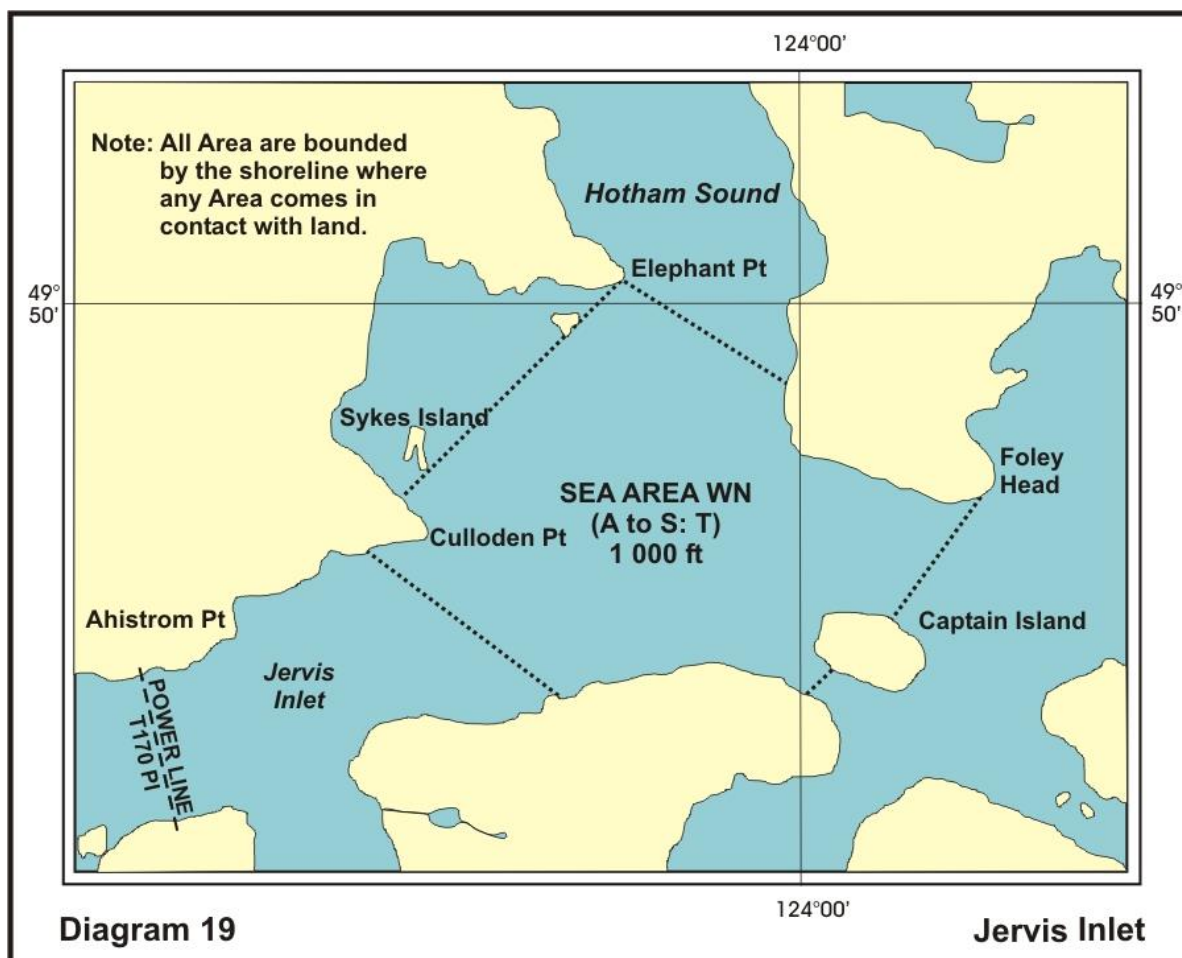 124°00'
Note: All Area are bounded
by the shoreline where
any Area comes in
contact with land.
Hotham Sound
Elephant Pt
49°
50'
49°
50'
Sykes Island
Foley
Head
SEA AREA WN
(A to S: T)
1 000 ft
Culloden Pt
Ahistrom Pt
Captain Island
Jervis
Inlet
POWER LINE
T170 PI
124°00'
Diagram 19
Jervis Inlet